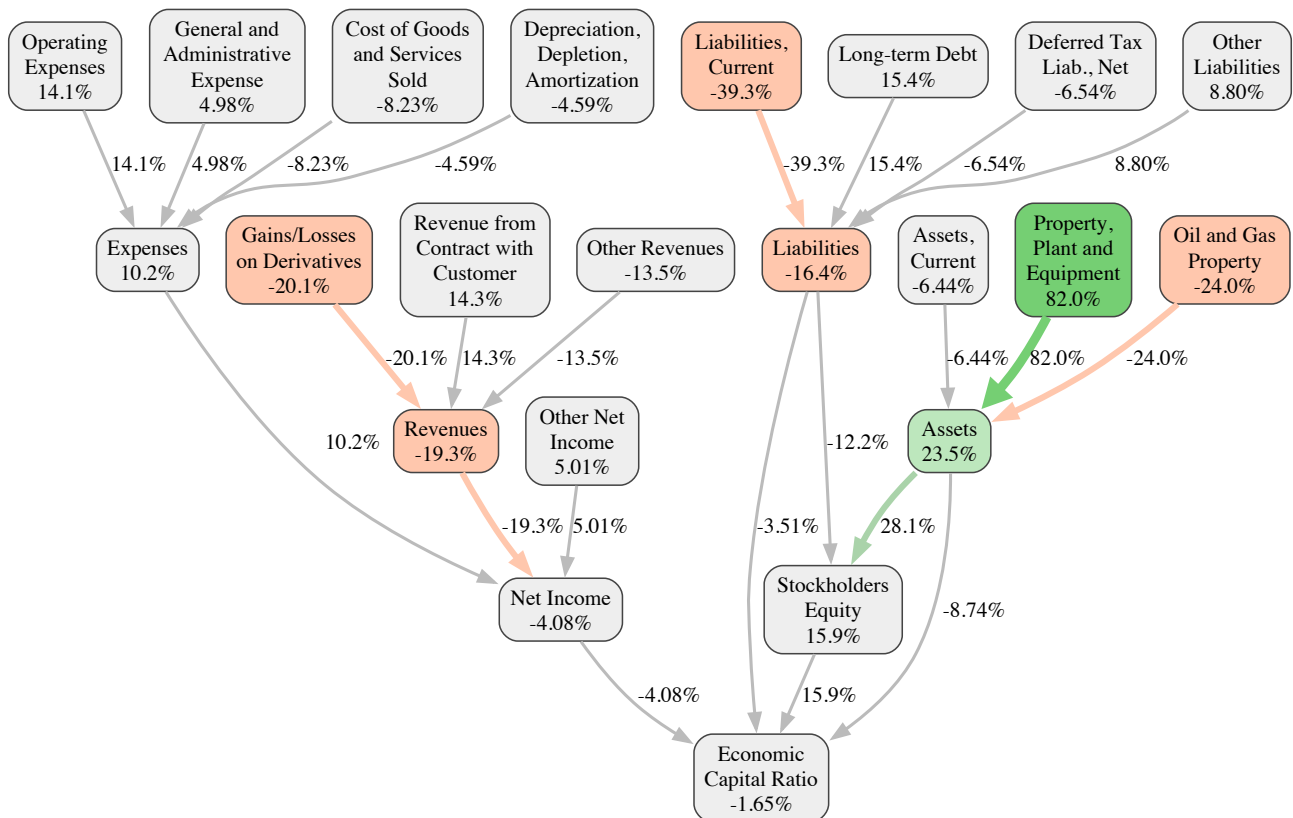 Operating
Expenses
14.1%
General and
Administrative
Expense
4.98%
Cost of Goods
and Services
Sold
-8.23%
Depreciation,
Depletion,
Amortization
-4.59%
Liabilities,
Current
-39.3%
Long-term Debt
15.4%
Deferred Tax
Liab., Net
-6.54%
Other
Liabilities
8.80%
14.1%
4.98%
-8.23%
-4.59%
-39.3%
15.4%
-6.54%
8.80%
Expenses
10.2%
Gains/Losses
on Derivatives
-20.1%
Revenue from
Contract with
Customer
14.3%
Other Revenues
-13.5%
Liabilities
-16.4%
Assets,
Current
-6.44%
Property,
Plant and
Equipment
82.0%
Oil and Gas
Property
-24.0%
-20.1%
14.3%
-13.5%
-6.44%
82.0%
-24.0%
10.2%
Revenues
-19.3%
Other Net
Income
5.01%
-12.2%
Assets
23.5%
-19.3%
5.01%
-3.51%
28.1%
Net Income
-4.08%
Stockholders
Equity
15.9%
-8.74%
-4.08%
15.9%
Economic
Capital Ratio
-1.65%